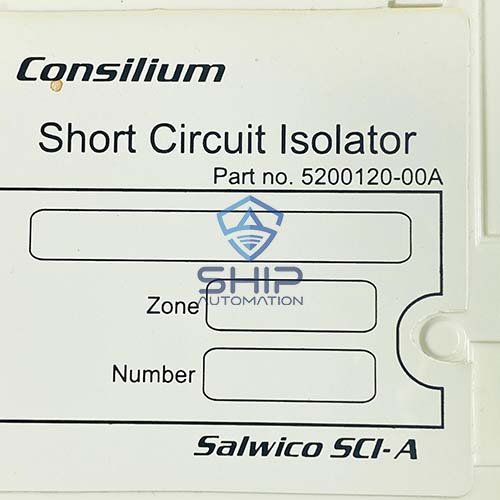 Consilium
Short Circuit Isolator
Part no. 5200120-00A
SHIP
AUTOMATION
Zone
Number
Salwico SCI-A